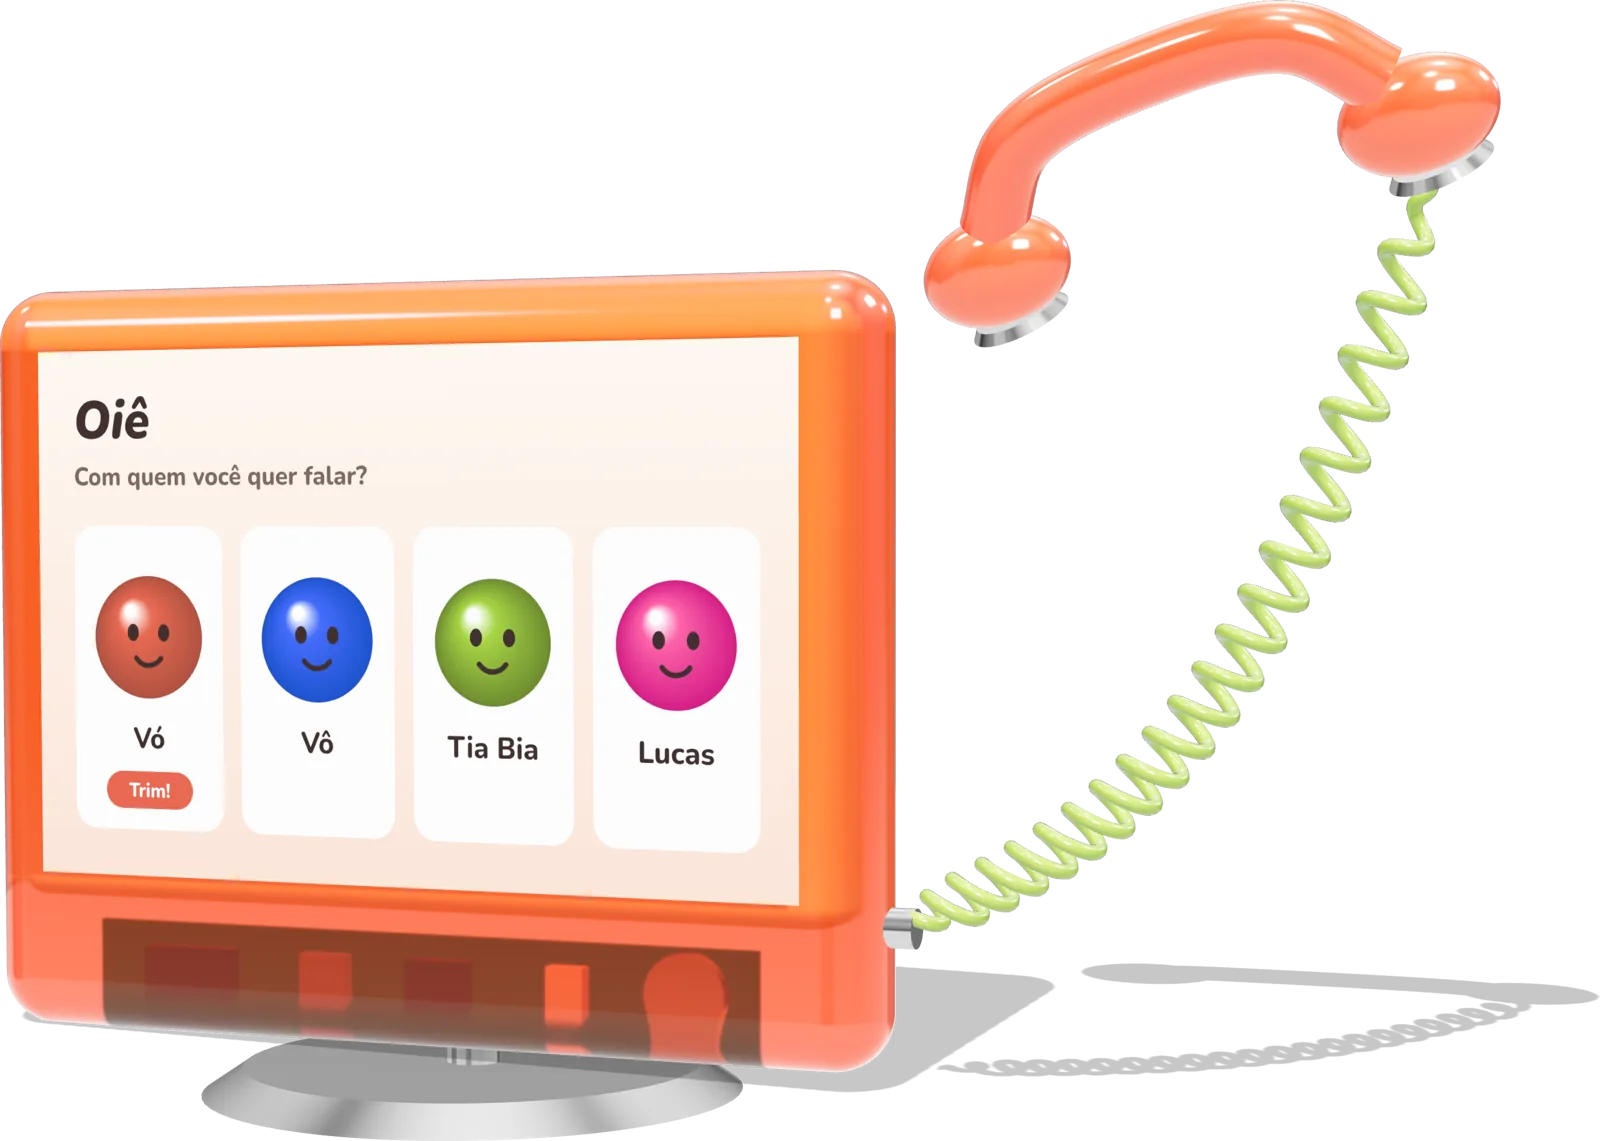 Oiê
Com quem você quer falar?
Vó
Vô
Tia Bia
Lucas
Trim!